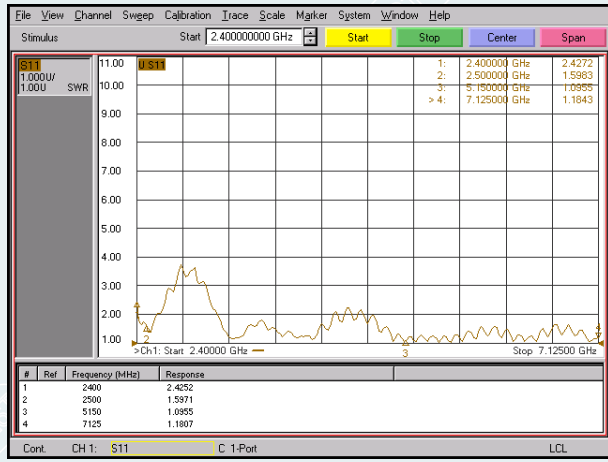 File View Channel Sweep Calibration Trace Scale Marker System Window Help
Stimulus Start 2.400000000 GHz Start Stop Center Span
S11
1.000U/
1.00U SWR
11.00
10.00
9.00
8.00
7.00
6.00
5.00
4.00
3.00
2.00
1.00
U S11
1: 2.400000 GHz 2.4272
2: 2.500000 GHz 1.5983
3: 5.150000 GHz 1.0955
> 4: 7.125000 GHz 1.1843
1
2
3
4
>Ch1: Start 2.40000 GHz
Stop 7.12500 GHz
# Ref Frequency (MHz) Response
1 2400 2.4252
2 2500 1.5971
3 5150 1.0955
4 7125 1.1807
Cont. CH 1: S11 C 1-Port LCL